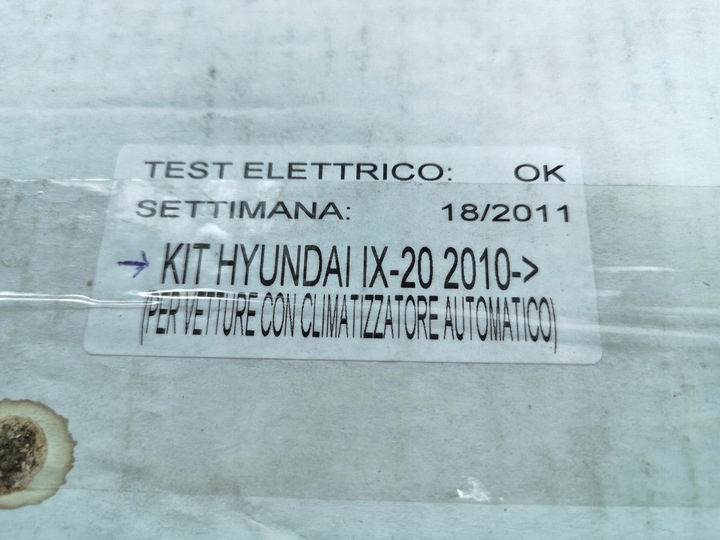 TEST ELETTRICO: OK
SETTIMANA: 18/2011
→ KIT HYUNDAI IX-20 2010->
(PER VETTURE CON CLIMATIZZATORE AUTOMATICO)